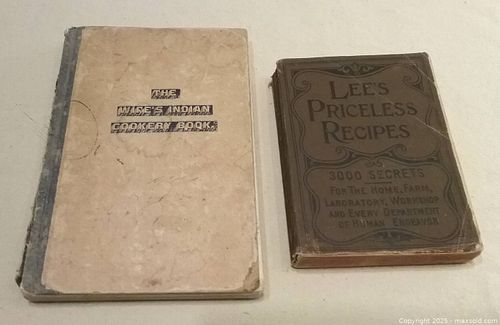 THE
WIFE'S INDIAN
COOKERY BOOK.
LEE'S
PRICELESS
RECIPES
3000 SECRETS
FOR THE HOME, FARM,
LABORATORY, WORKSHOP
AND EVERY DEPARTMENT
OF HUMAN ENDEAVOR
Copyright 2025 - maxsold.com